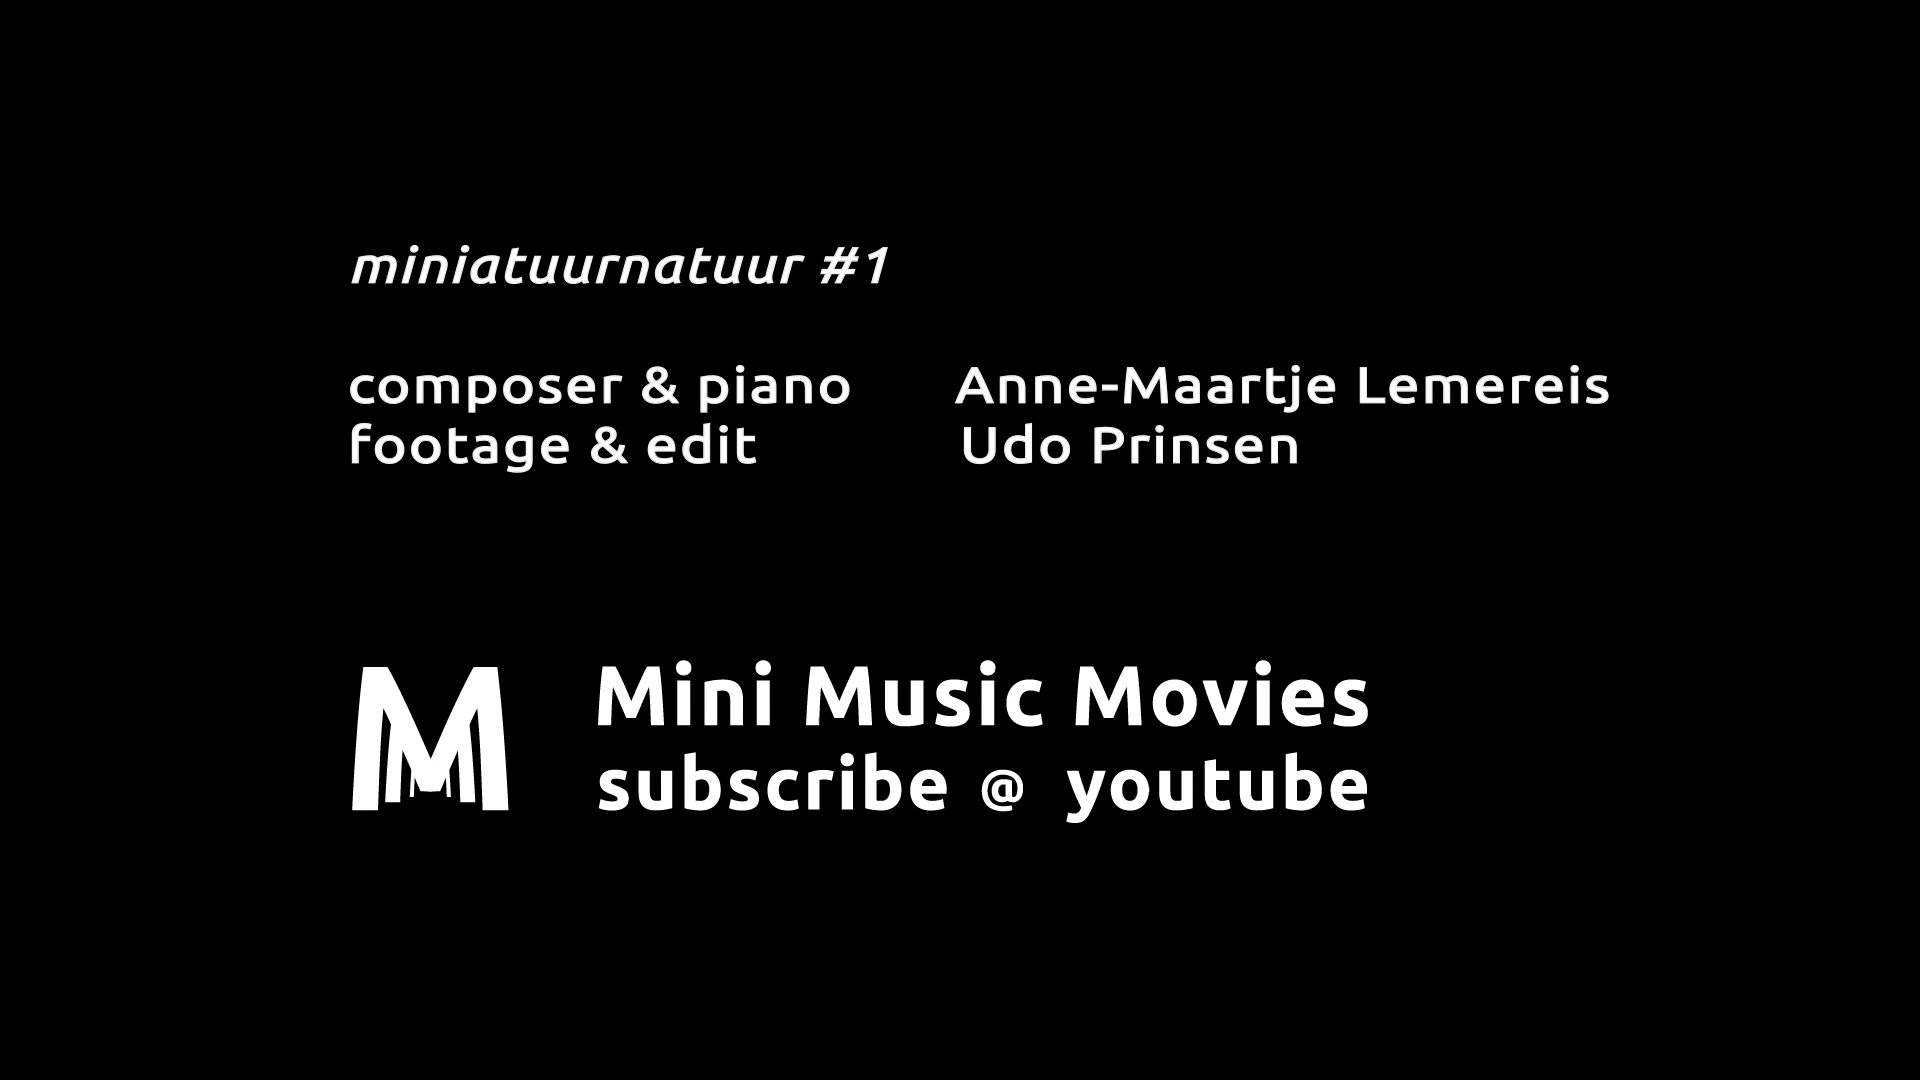 miniatuurnatuur #1
composer & piano Anne-Maartje Lemereis
footage & edit Udo Prinsen
M Mini Music Movies
subscribe @ youtube